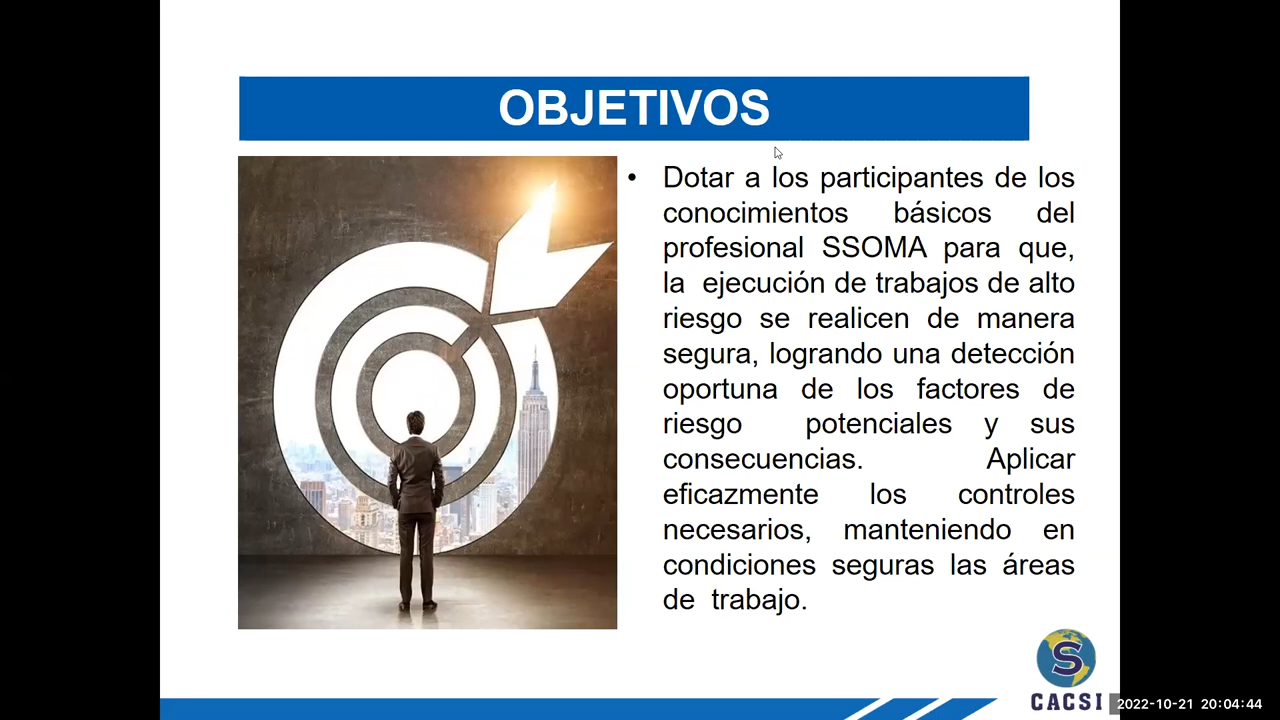 OBJETIVOS
• Dotar a los participantes de los
conocimientos básicos del
profesional SSOMA para que,
la ejecución de trabajos de alto
riesgo se realicen de manera
segura, logrando una detección
oportuna de los factores de
riesgo potenciales y sus
consecuencias. Aplicar
eficazmente los controles
necesarios, manteniendo en
condiciones seguras las áreas
de trabajo.
S
CACSI
2022-10-21 20:04:44